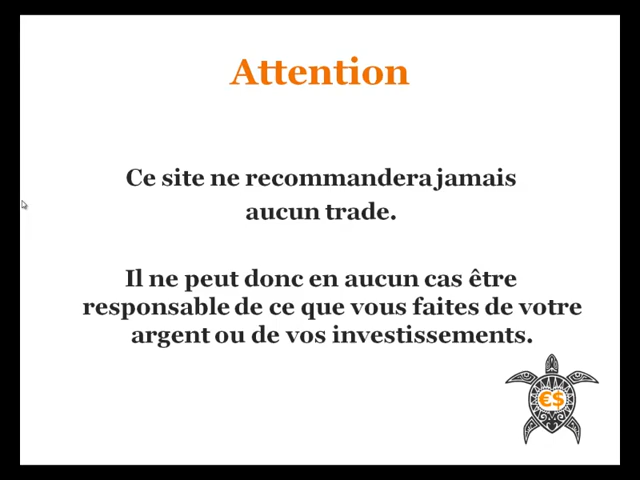 Attention
Ce site ne recommandera jamais
aucun trade.
Il ne peut donc en aucun cas être
responsable de ce que vous faites de votre
argent ou de vos investissements.
€$